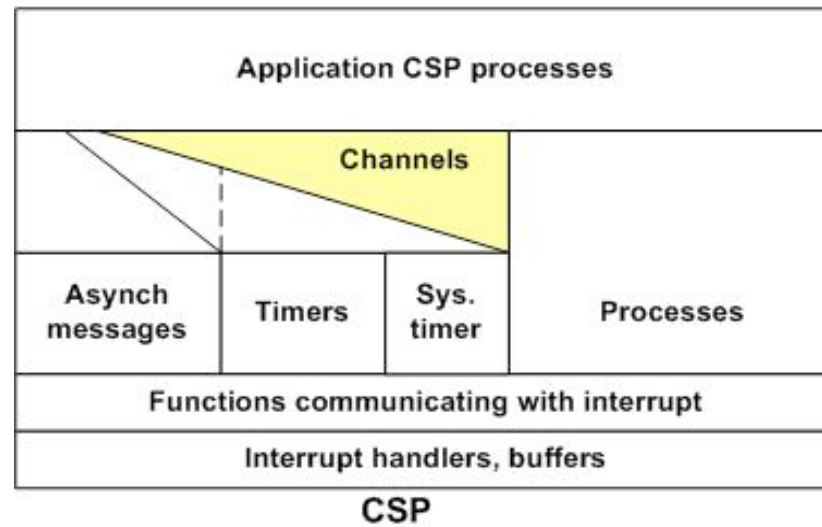 Application CSP processes
Channels
Asynch
messages
Timers
Sys.
timer
Processes
Functions communicating with interrupt
Interrupt handlers, buffers
CSP